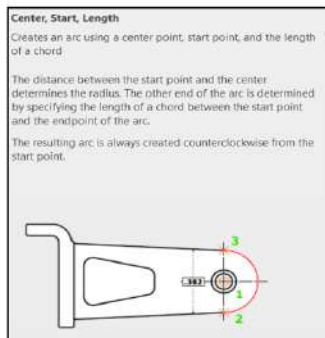 Center, Start, Length
Creates an arc using a center point, start point, and the length
of a chord
The distance between the start point and the center
determines the radius. The other end of the arc is determined
by specifying the length of a chord between the start point
and the endpoint of the arc.
The resulting arc is always created counterclockwise from the
start point.
3
1
2